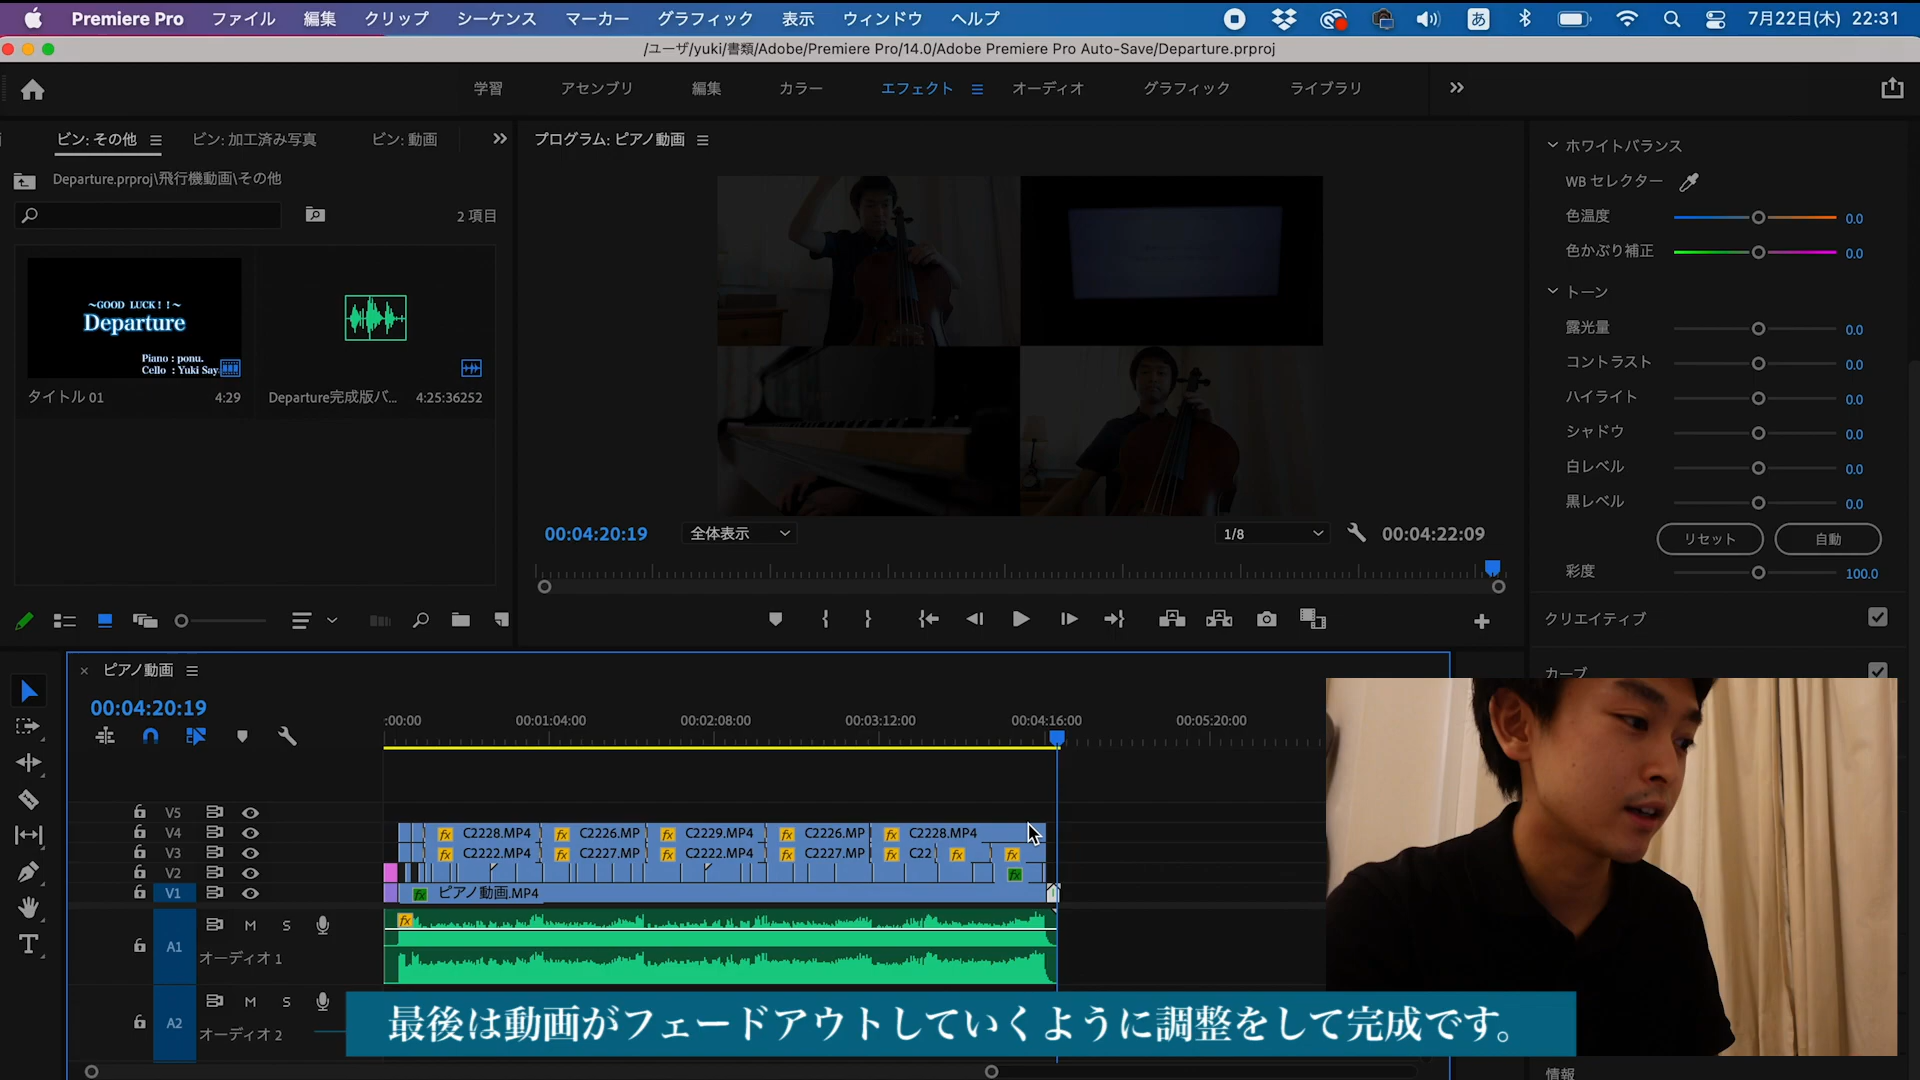 Premiere Pro ファイル 編集 クリップ シーケンス マーカー グラフィック 表示 ウィンドウ ヘルプ あ 7月22日(木) 22:31
/ユーザ/yuki/書類/Adobe/Premiere Pro/14.0/Adobe Premiere Pro Auto-Save/Departure.prproj
学習 アセンブリ 編集 カラー エフェクト オーディオ グラフィック ライブラリ
ビン: その他 ビン: 加工済み写真 ビン: 動画
Departure.prproj\飛行機動画\その他
2 項目
～GOOD LUCK！！～
Departure
Piano : ponu.
Cello : Yuki Say
タイトル 01 4:29
Departure完成版バ... 4:25:36252
プログラム: ピアノ動画
00:04:20:19 全体表示 1/8 00:04:22:09
ホワイトバランス
WB セレクター
色温度 0.0
色かぶり補正 0.0
トーン
露光量 0.0
コントラスト 0.0
ハイライト 0.0
シャドウ 0.0
白レベル 0.0
黒レベル 0.0
リセット 自動
彩度 100.0
クリエイティブ
カーブ
× ピアノ動画
00:04:20:19
:00:00 00:01:04:00 00:02:08:00 00:03:12:00 00:04:16:00 00:05:20:00
V5
V4 fx C2228.MP4 fx C2226.MP fx C2229.MP4 fx C2226.MP fx C2228.MP4
V3 fx C2222.MP4 fx C2227.MP fx C2222.MP4 fx C2227.MP fx C22 fx fx
V2 fx
V1 fx ピアノ動画.MP4
A1 M S fx
オーディオ 1
A2 M S
オーディオ 2
最後は動画がフェードアウトしていくように調整をして完成です。
情報